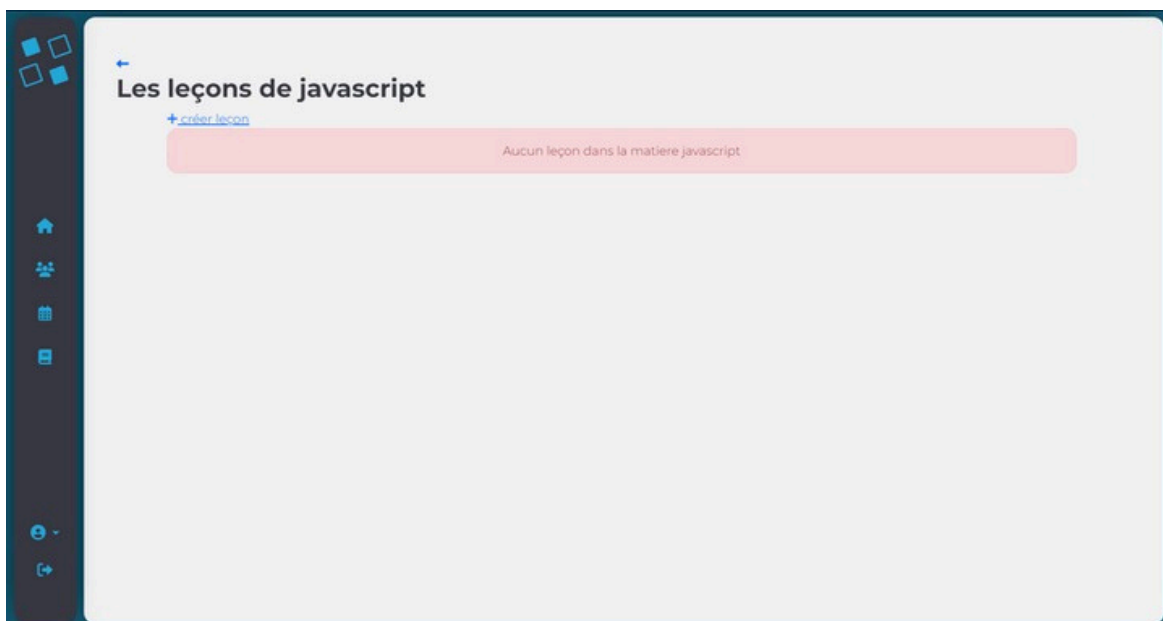 Les leçons de javascript
+ créer leçon
Aucun leçon dans la matiere javascript